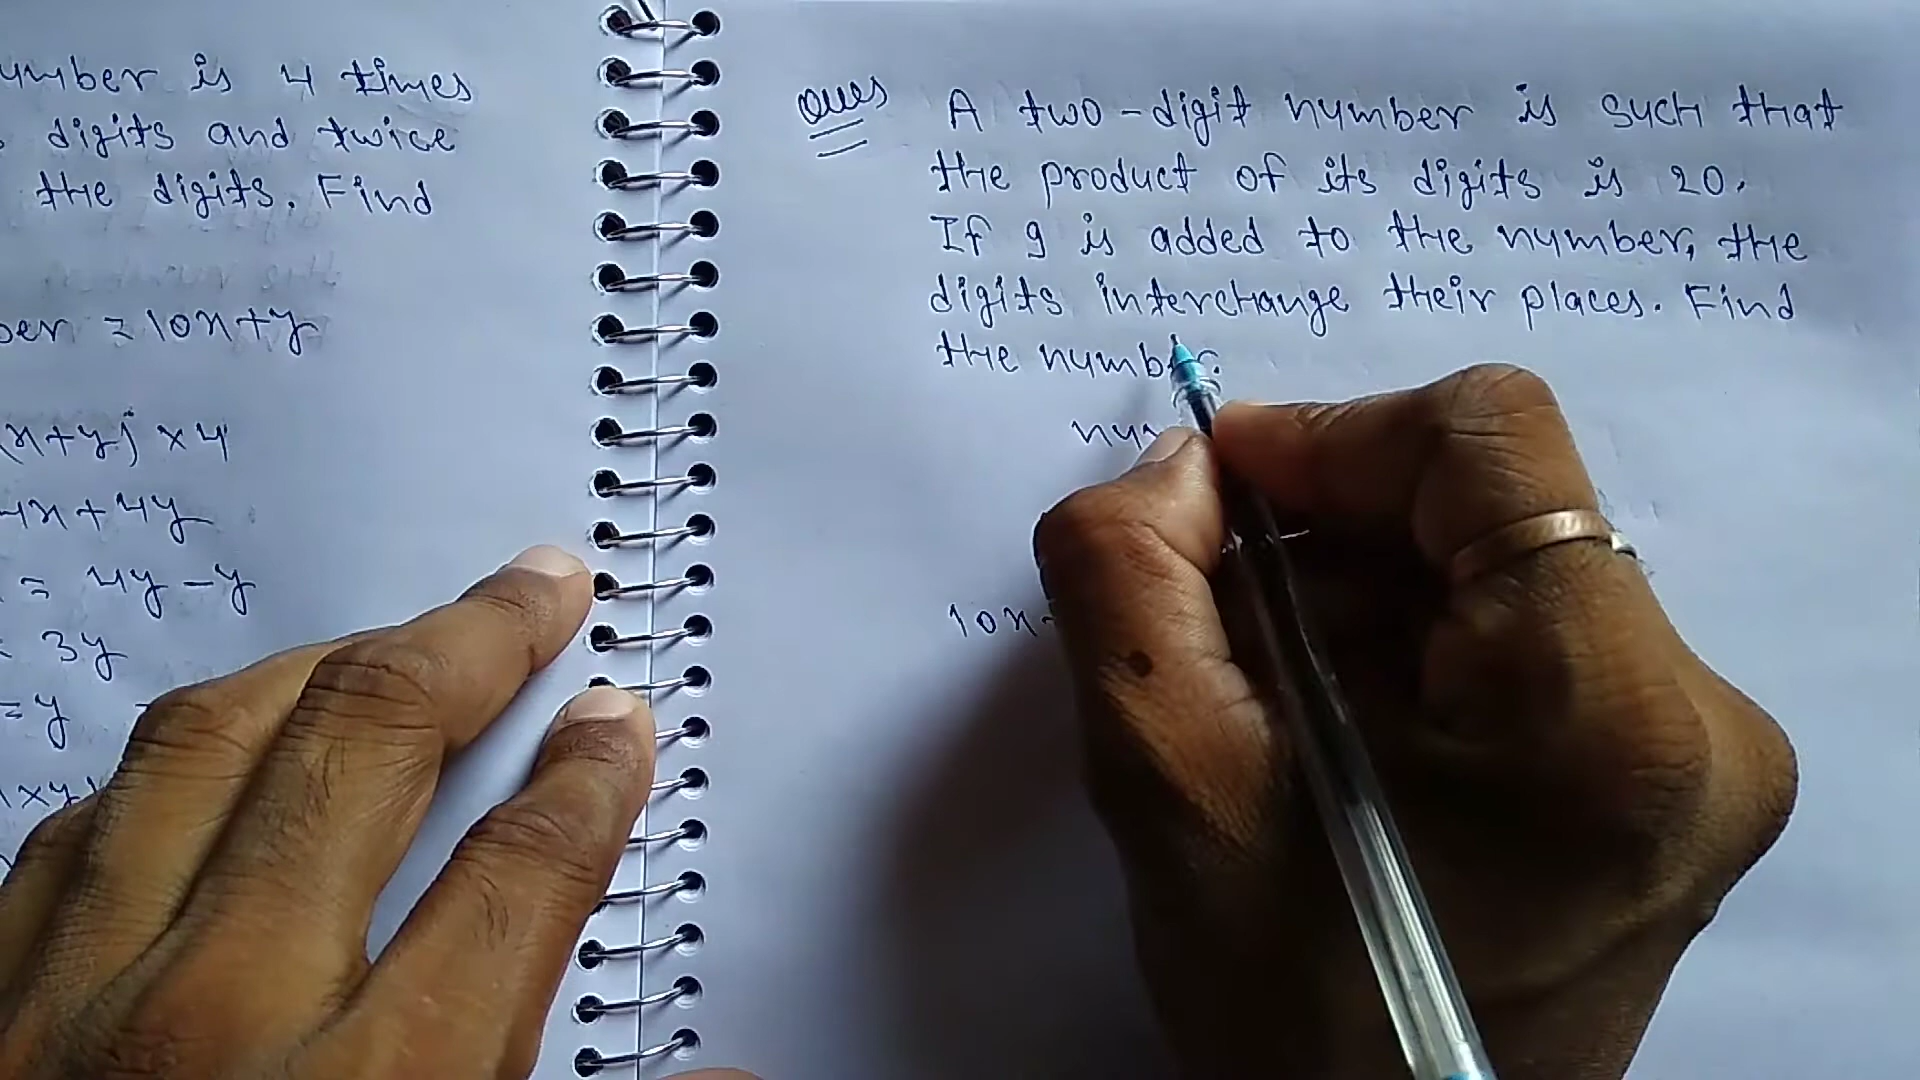 umber is 4 times
digits and twice
the digits. Find
ber = 10x+y
(x+y) × 4
4x + 4y
= 4y - y
3y
= y
Ques A two-digit number is such that
the product of its digits is 20.
If 9 is added to the number, the
digits interchange their places. Find
the number.
10x